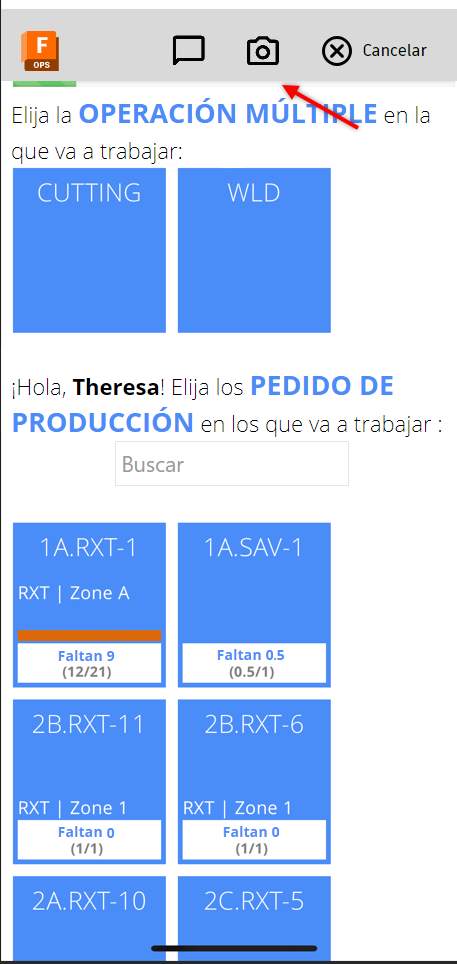 F
OPS
Cancelar
Elija la OPERACIÓN MÚLTIPLE en la
que va a trabajar:
CUTTING
WLD
¡Hola, Theresa! Elija los PEDIDO DE
PRODUCCIÓN en los que va a trabajar :
Buscar
1A.RXT-1
RXT | Zone A
Faltan 9
(12/21)
1A.SAV-1
Faltan 0.5
(0.5/1)
2B.RXT-11
RXT | Zone 1
Faltan 0
(1/1)
2B.RXT-6
RXT | Zone 1
Faltan 0
(1/1)
2A.RXT-10
2C.RXT-5